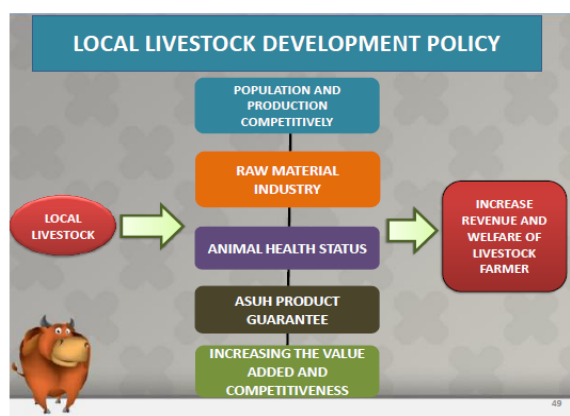 LOCAL LIVESTOCK DEVELOPMENT POLICY
POPULATION AND
PRODUCTION
COMPETITIVELY
RAW MATERIAL
INDUSTRY
LOCAL
LIVESTOCK
ANIMAL HEALTH STATUS
INCREASE
REVENUE AND
WELFARE OF
LIVESTOCK
FARMER
ASUH PRODUCT
GUARANTEE
INCREASING THE VALUE
ADDED AND
COMPETITIVENESS
49